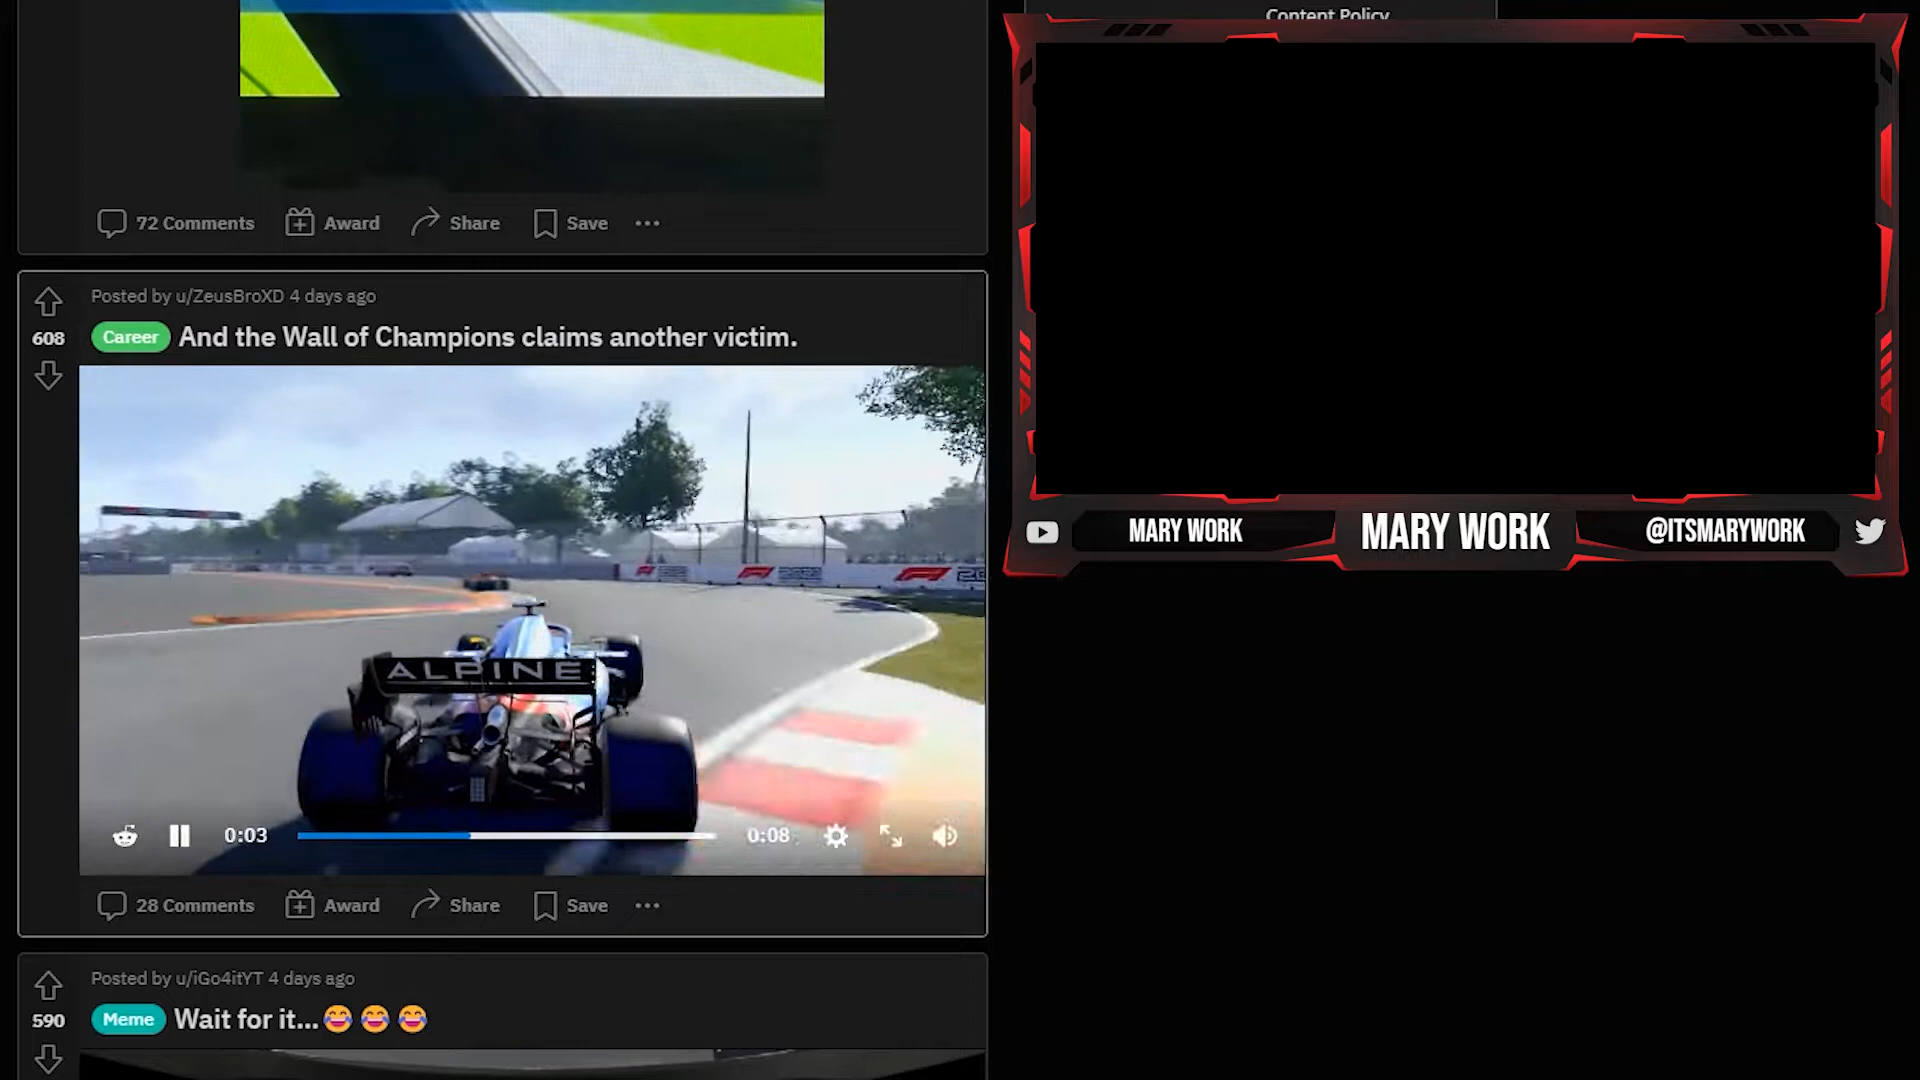 Content Policy
72 Comments
Award
Share
Save
Posted by u/ZeusBroXD 4 days ago
608
Career
And the Wall of Champions claims another victim.
ALPINE
0:03
0:08
28 Comments
Award
Share
Save
Posted by u/iGo4itYT 4 days ago
590
Meme
Wait for it...😂 😂 😂
MARY WORK
MARY WORK
@ITSMARYWORK